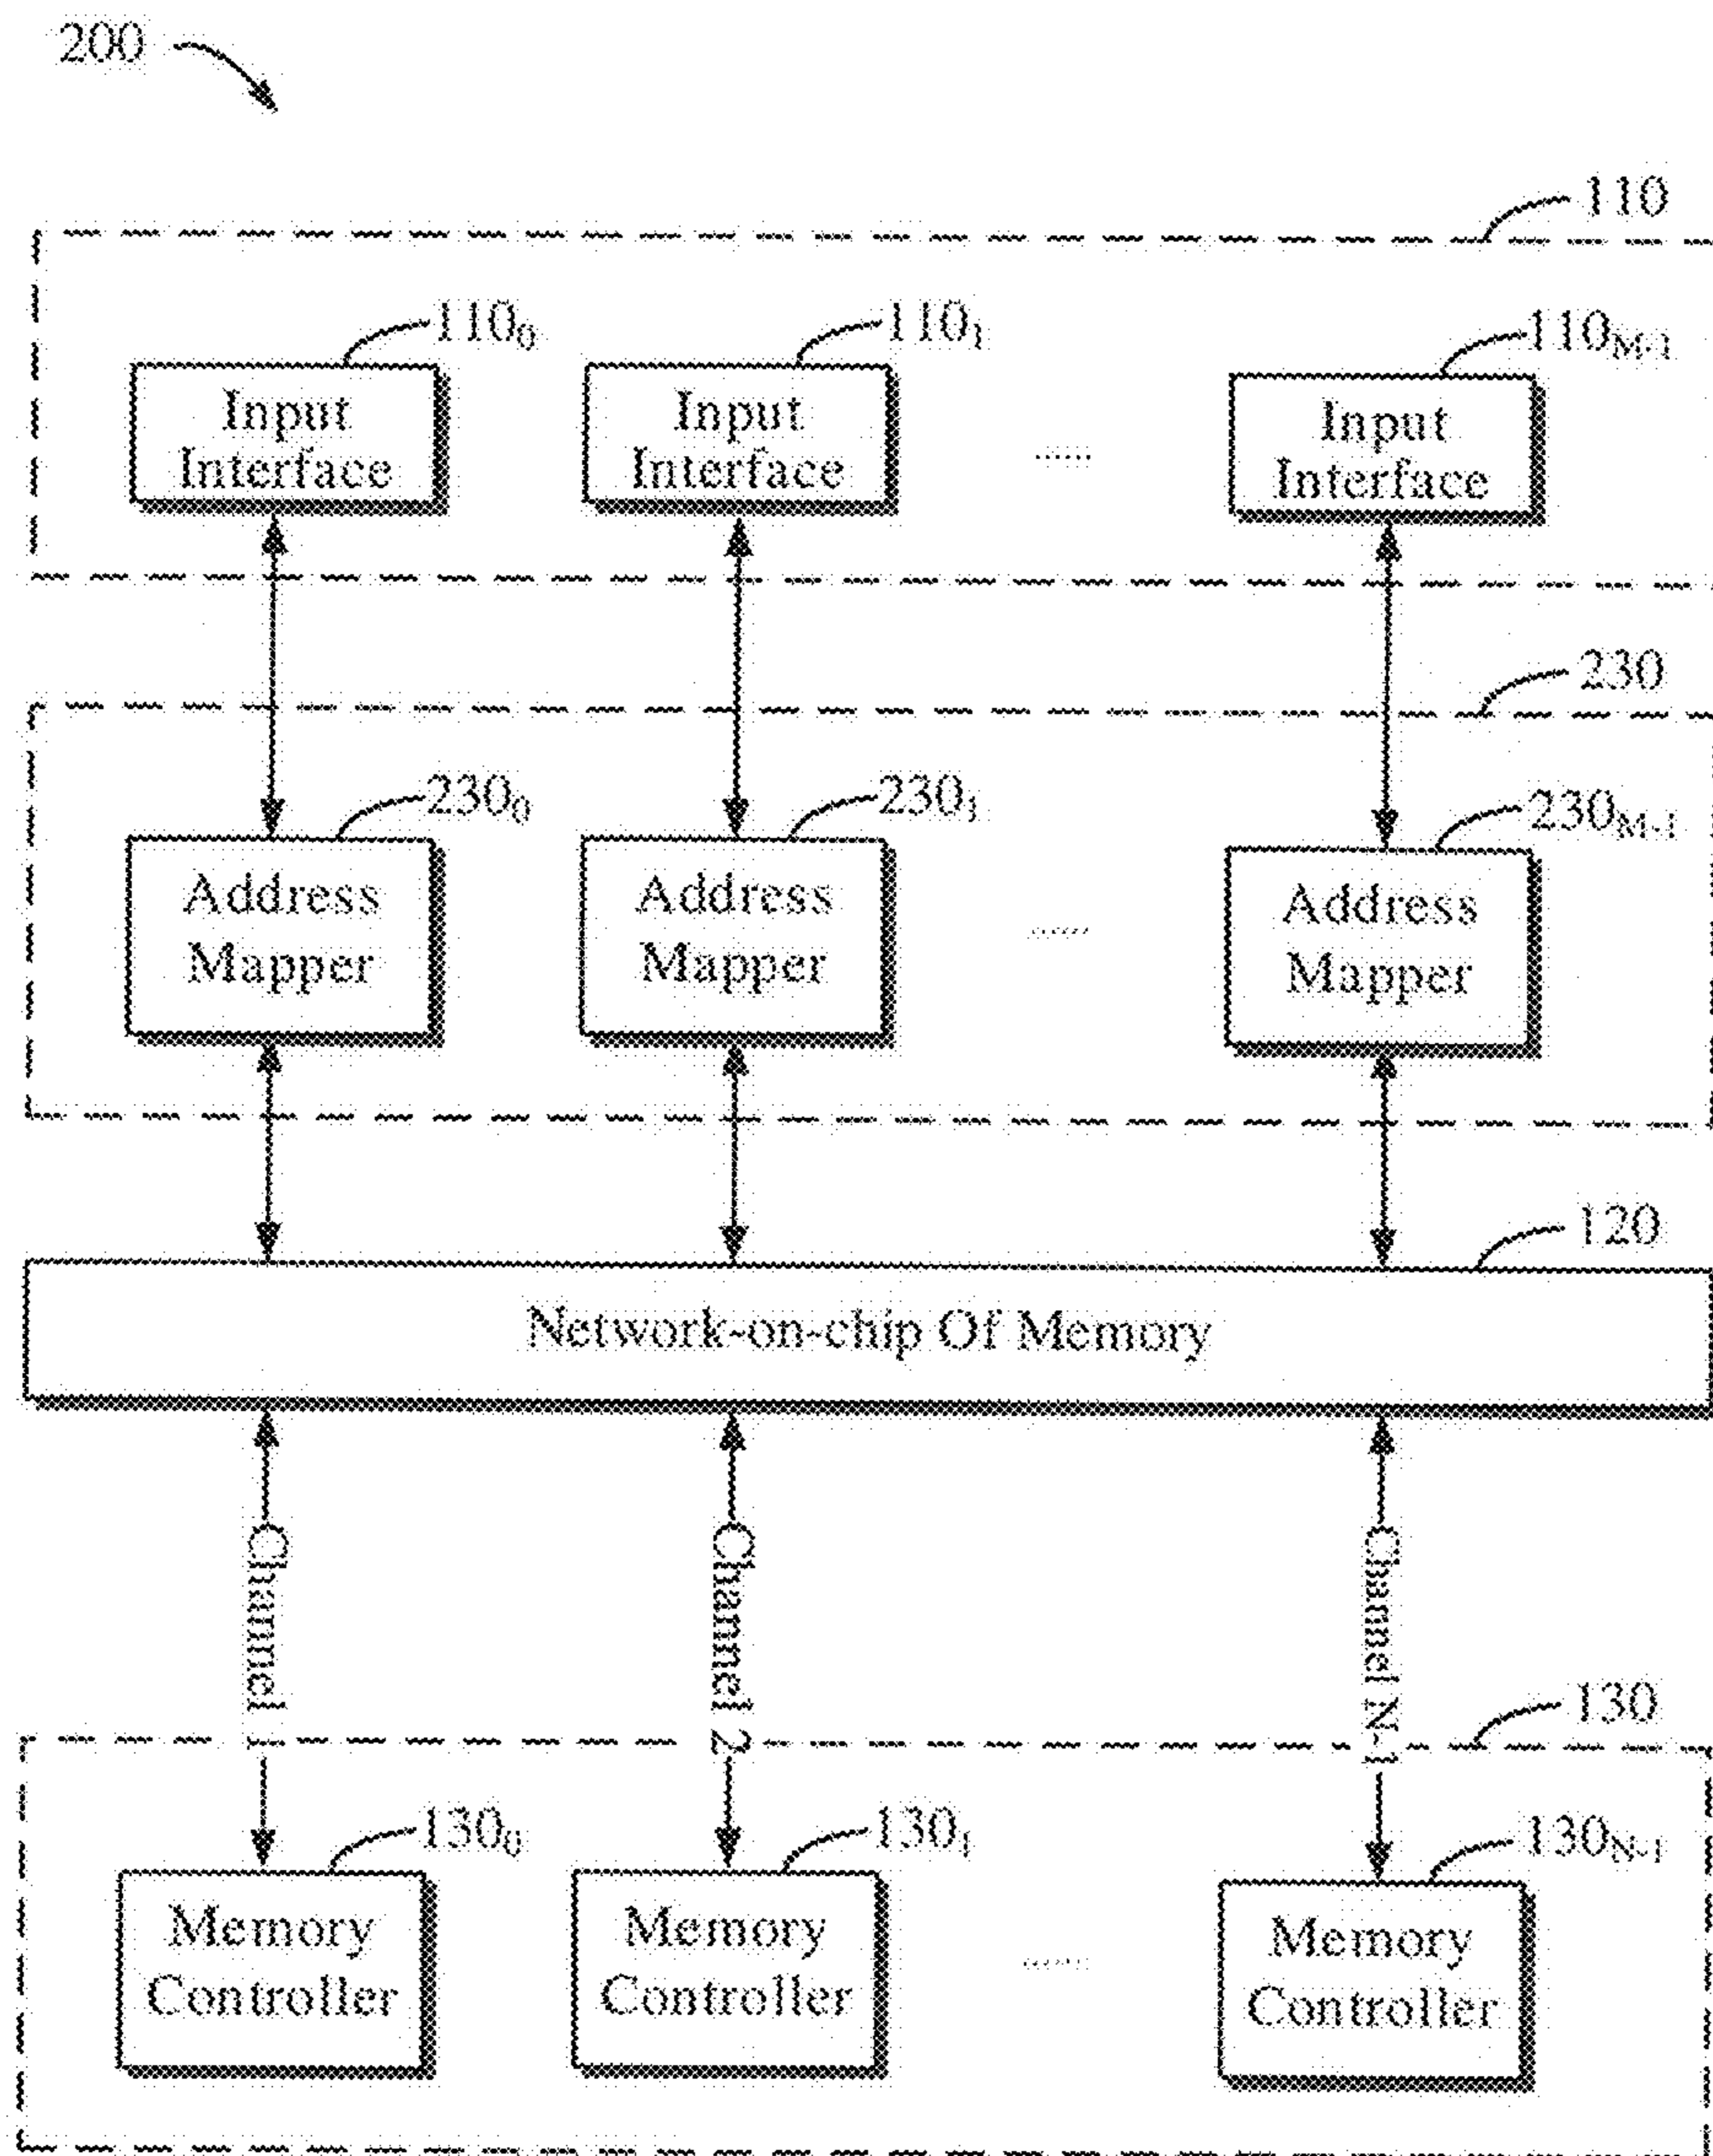 200
110
110₀
110₁
110M-1
Input
Interface
Input
Interface
......
Input
Interface
230
230₀
230₁
230M-1
Address
Mapper
Address
Mapper
......
Address
Mapper
120
Network-on-chip Of Memory
Channel 1
Channel 2
Channel N-1
130
130₀
130₁
130N-1
Memory
Controller
Memory
Controller
......
Memory
Controller